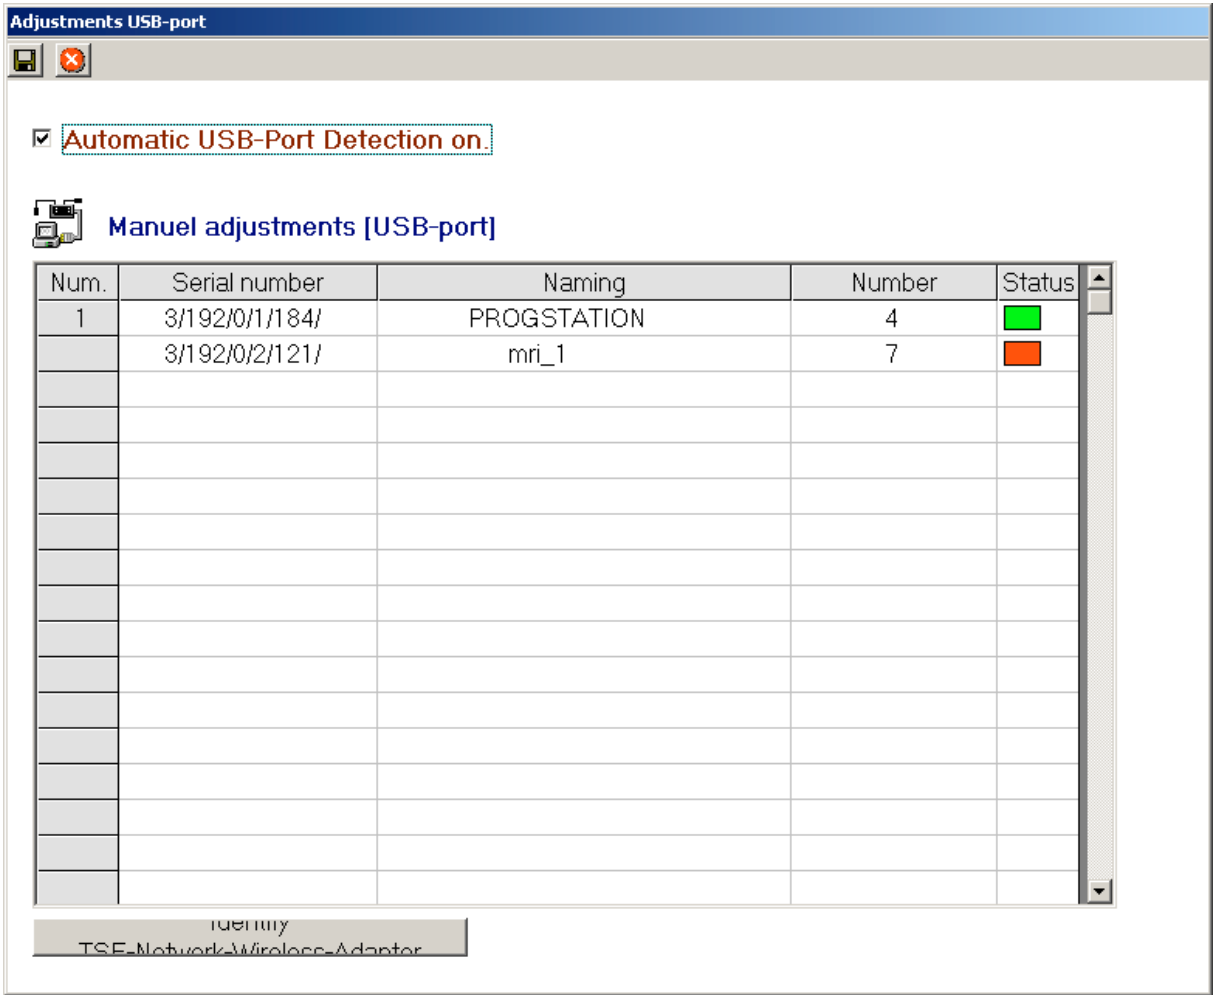 Adjustments USB-port
Automatic USB-Port Detection on.
Manuel adjustments [USB-port]
Num. Serial number Naming Number Status
1 3/192/0/1/184/ PROGSTATION 4
3/192/0/2/121/ mri_1 7
Identify
TSE-Network-Wireless-Adapter